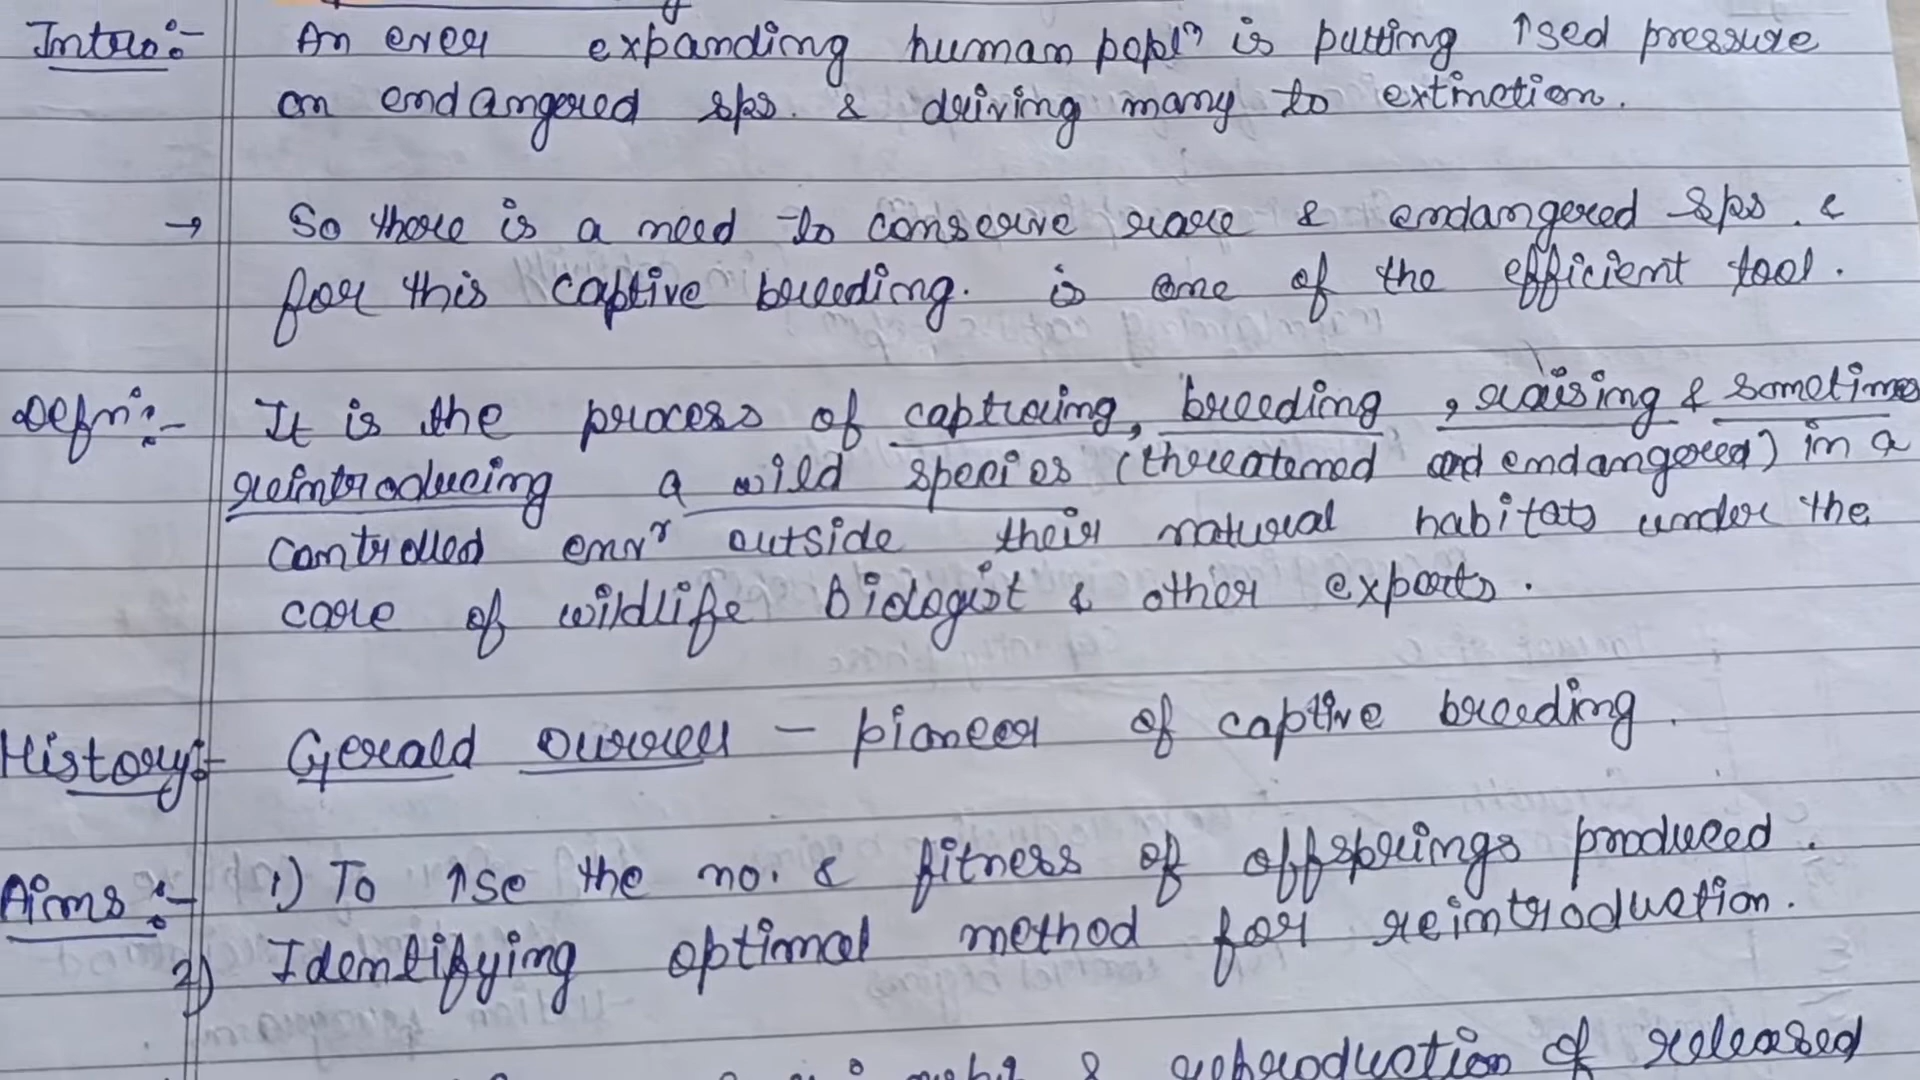 Intro:- An ever expanding human popln is putting ↑sed pressure
on endangered sps. & driving many to extinction.
→ So there is a need to conserve rare & endangered sps. &
for this captive breeding. is one of the efficient tool.
Defn:- It is the process of captruing, breeding, raising & sometimes
reintroducing a wild species (threatened and endangered) in a
controlled envr outside their natural habitats under the
care of wildlife biologist & other experts.
History:- Gerald Durrell - pioneer of captive breeding.
Aims:- 1) To ↑se the no. & fitness of offsprings produced.
2) Identifying optimal method for reintroduction.
& reproduction of released